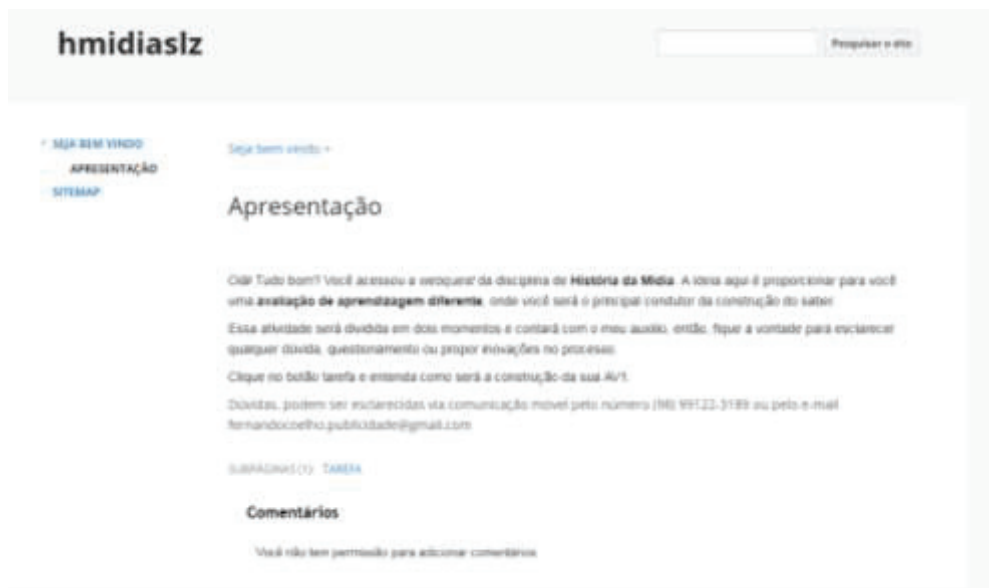 hmidiaslz
Pesquisar o site
SEJA BEM VINDO
APRESENTAÇÃO
SITEMAP
Seja bem vindo >
Apresentação
Olá! Tudo bom? Você acessou a webquest da disciplina de História da Mídia. A ideia aqui é proporcionar para você
uma avaliação de aprendizagem diferente, onde você será o principal condutor da construção do saber.
Essa atividade será dividida em dois momentos e contará com o meu auxílio, então, fique a vontade para esclarecer
qualquer dúvida, questionamento ou propor inovações no processo.
Clique no botão tarefa e entenda como será a construção da sua AV1.
Dúvidas, podem ser esclarecidas via comunicação móvel pelo número (98) 99122-3189 ou pelo e-mail
fernandocoelho.publicidade@gmail.com
SUBPÁGINAS (1): TAREFA
Comentários
Você não tem permissão para adicionar comentários.